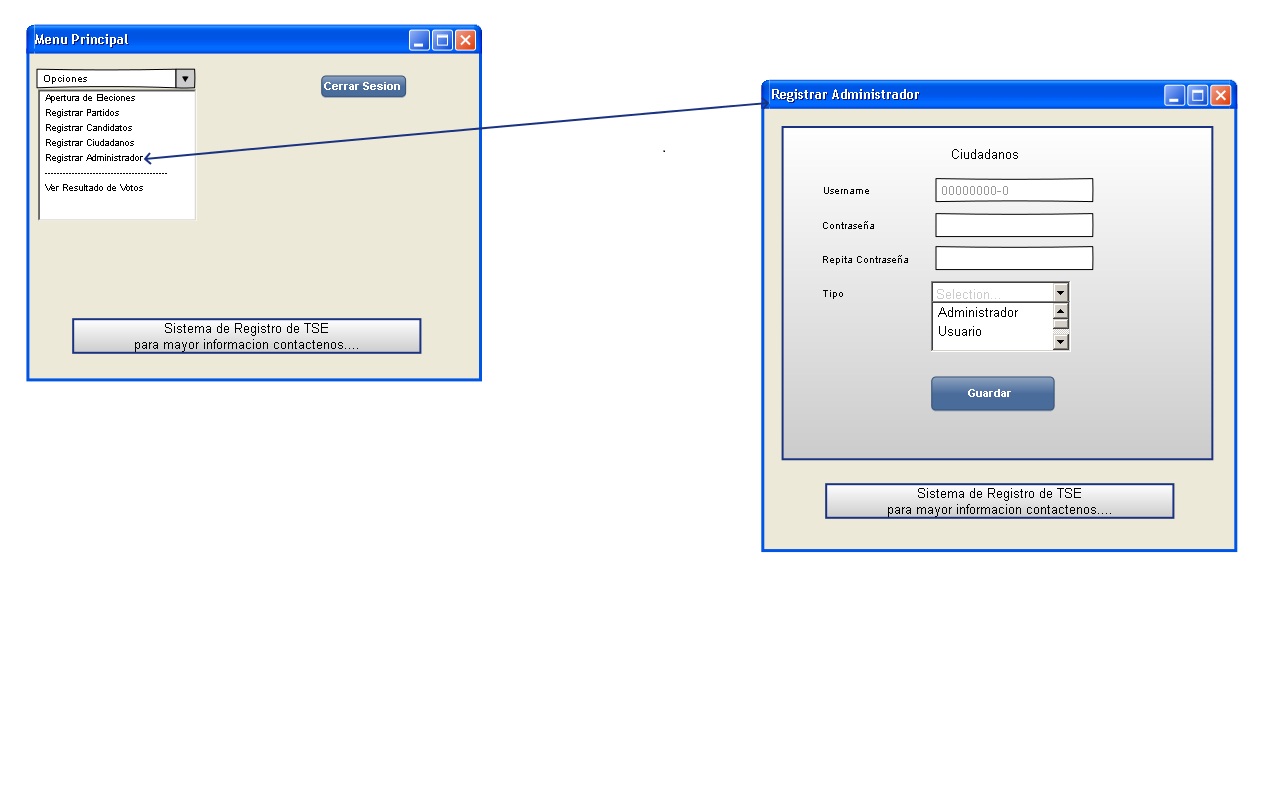 Menu Principal
Opciones
Cerrar Sesion
Apertura de Eleciones
Registrar Partidos
Registrar Candidatos
Registrar Ciudadanos
Registrar Administrador
-----------------------------------------
Ver Resultado de Votos
Sistema de Registro de TSE
para mayor informacion contactenos....
.
Registrar Administrador
Ciudadanos
Username
00000000-0
Contraseña
Repita Contraseña
Tipo
Selection...
Administrador
Usuario
Guardar
Sistema de Registro de TSE
para mayor informacion contactenos....